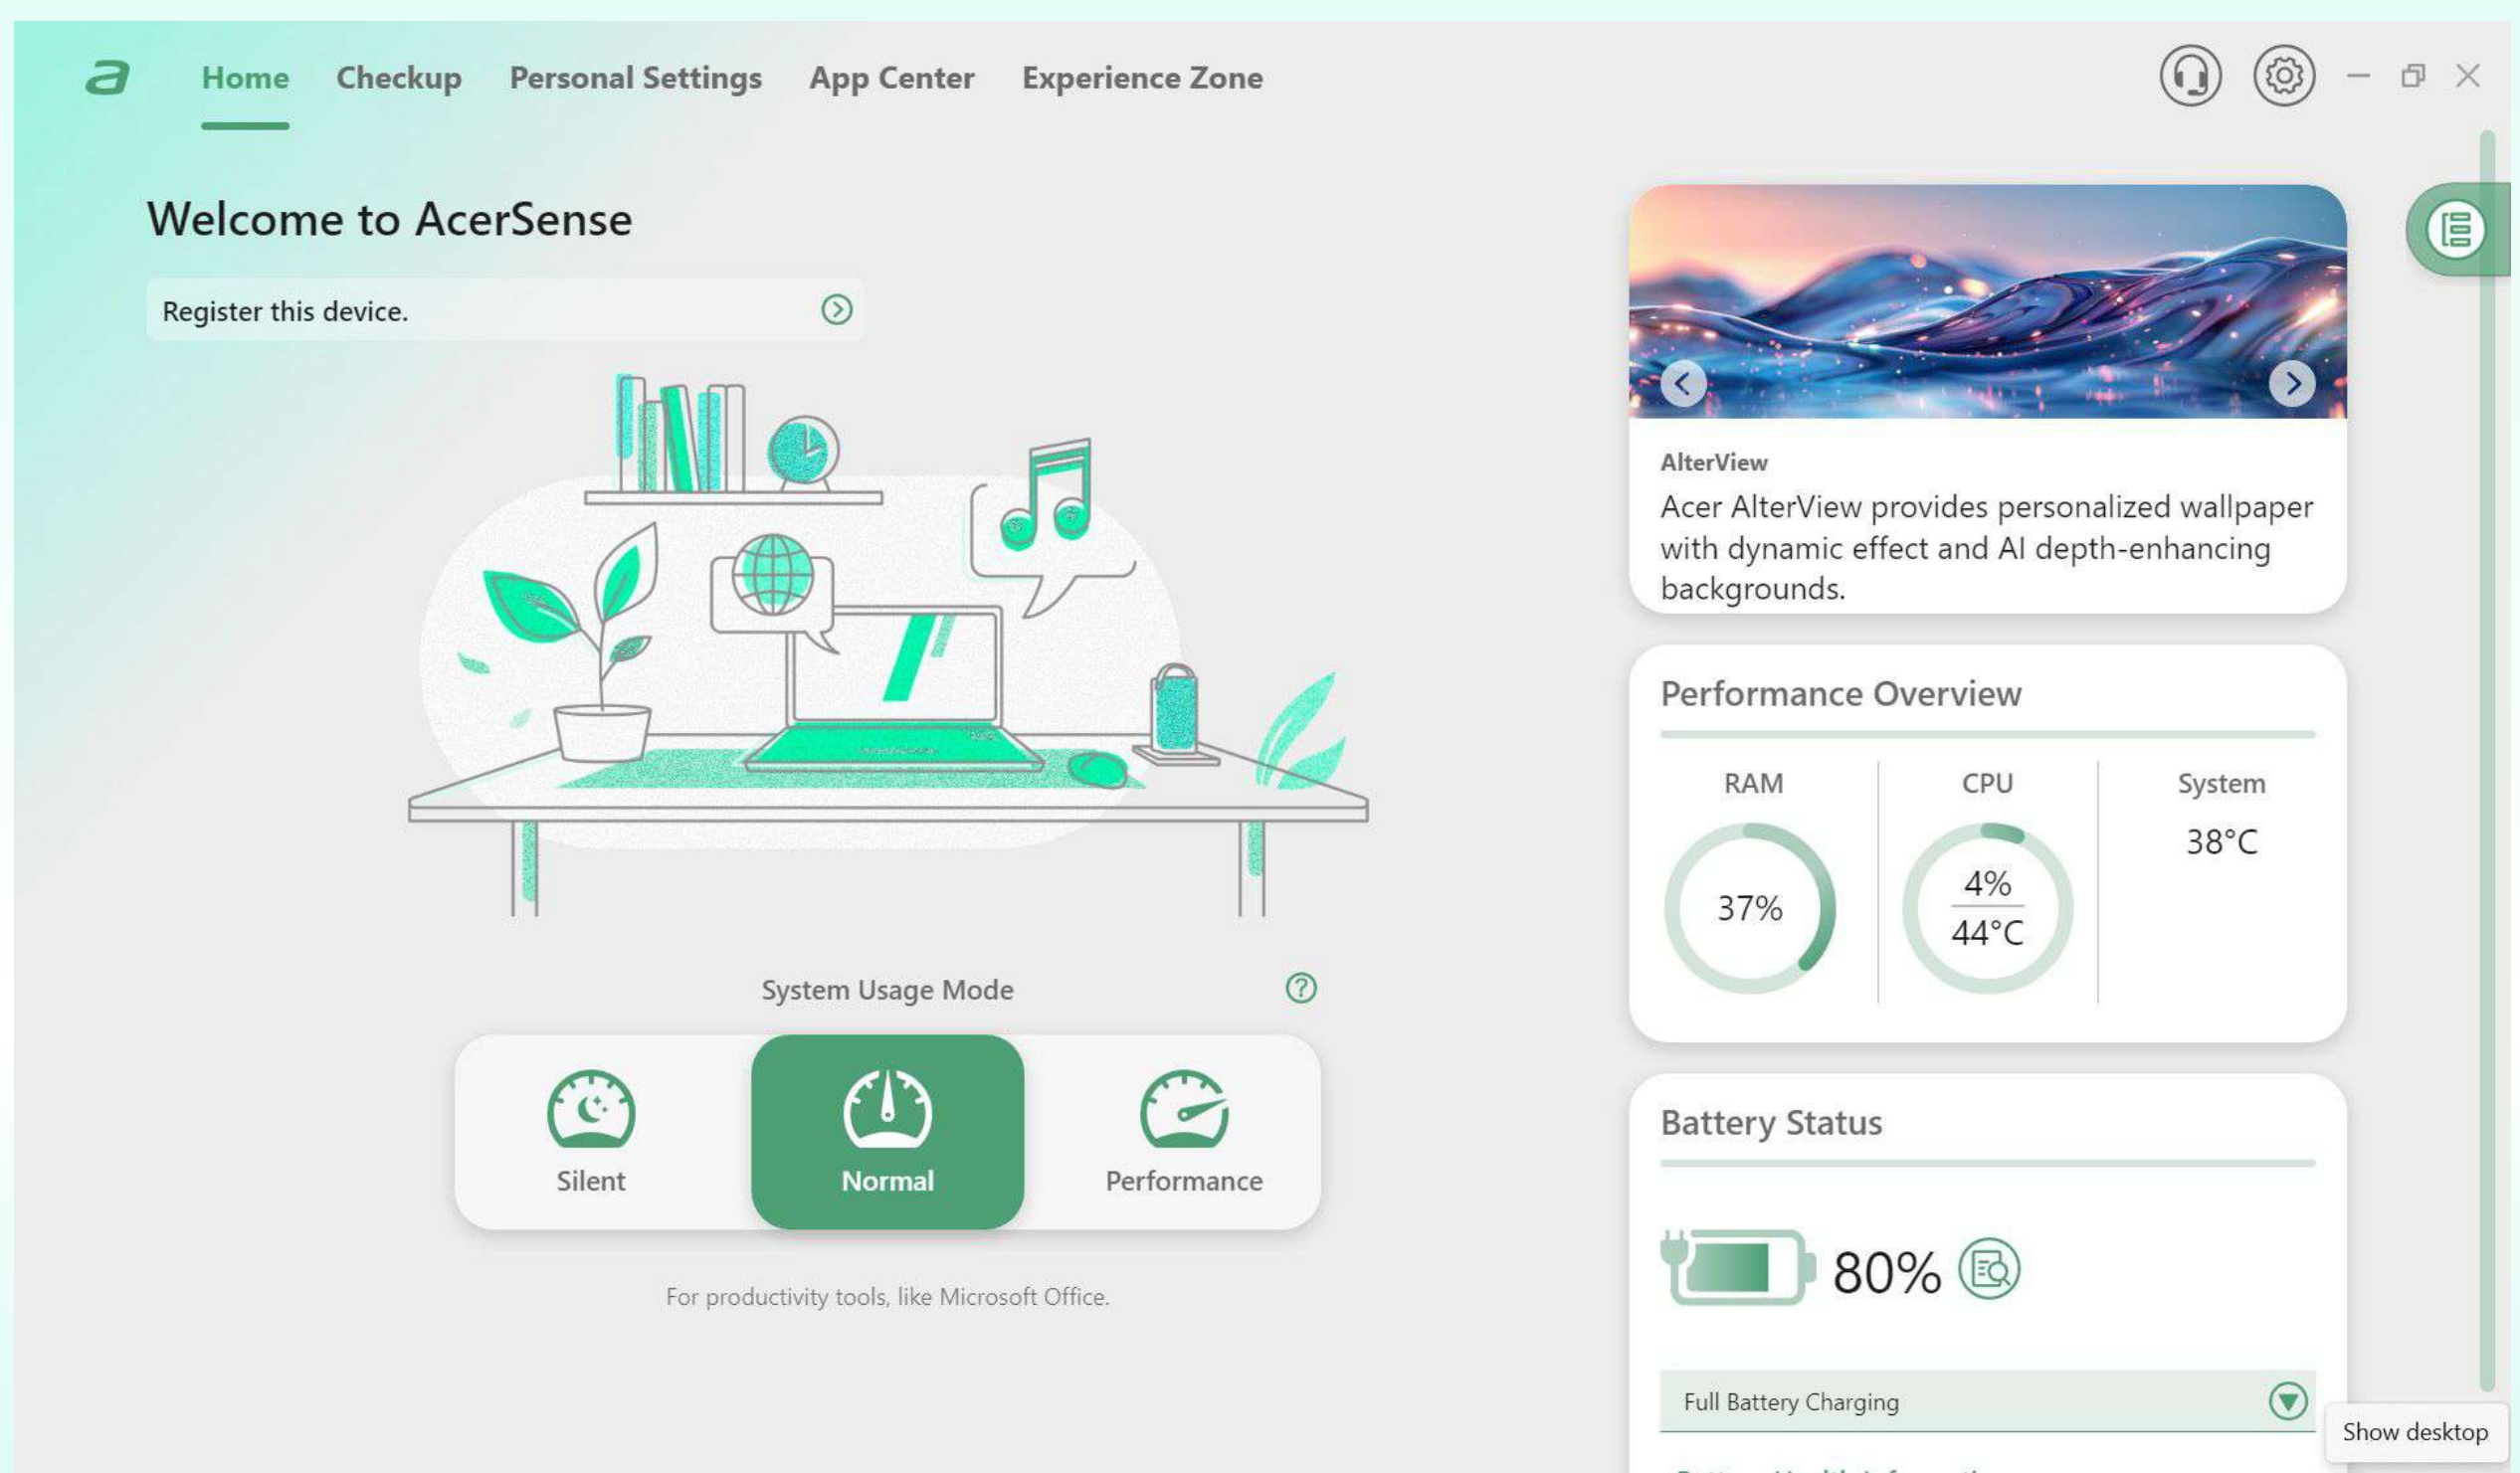 a
Home
Checkup
Personal Settings
App Center
Experience Zone
Welcome to AcerSense
Register this device.
AlterView
Acer AlterView provides personalized wallpaper
with dynamic effect and AI depth-enhancing
backgrounds.
Performance Overview
RAM
37%
CPU
4%
44°C
System
38°C
System Usage Mode
?
Silent
Normal
Performance
For productivity tools, like Microsoft Office.
Battery Status
80%
Full Battery Charging
Show desktop